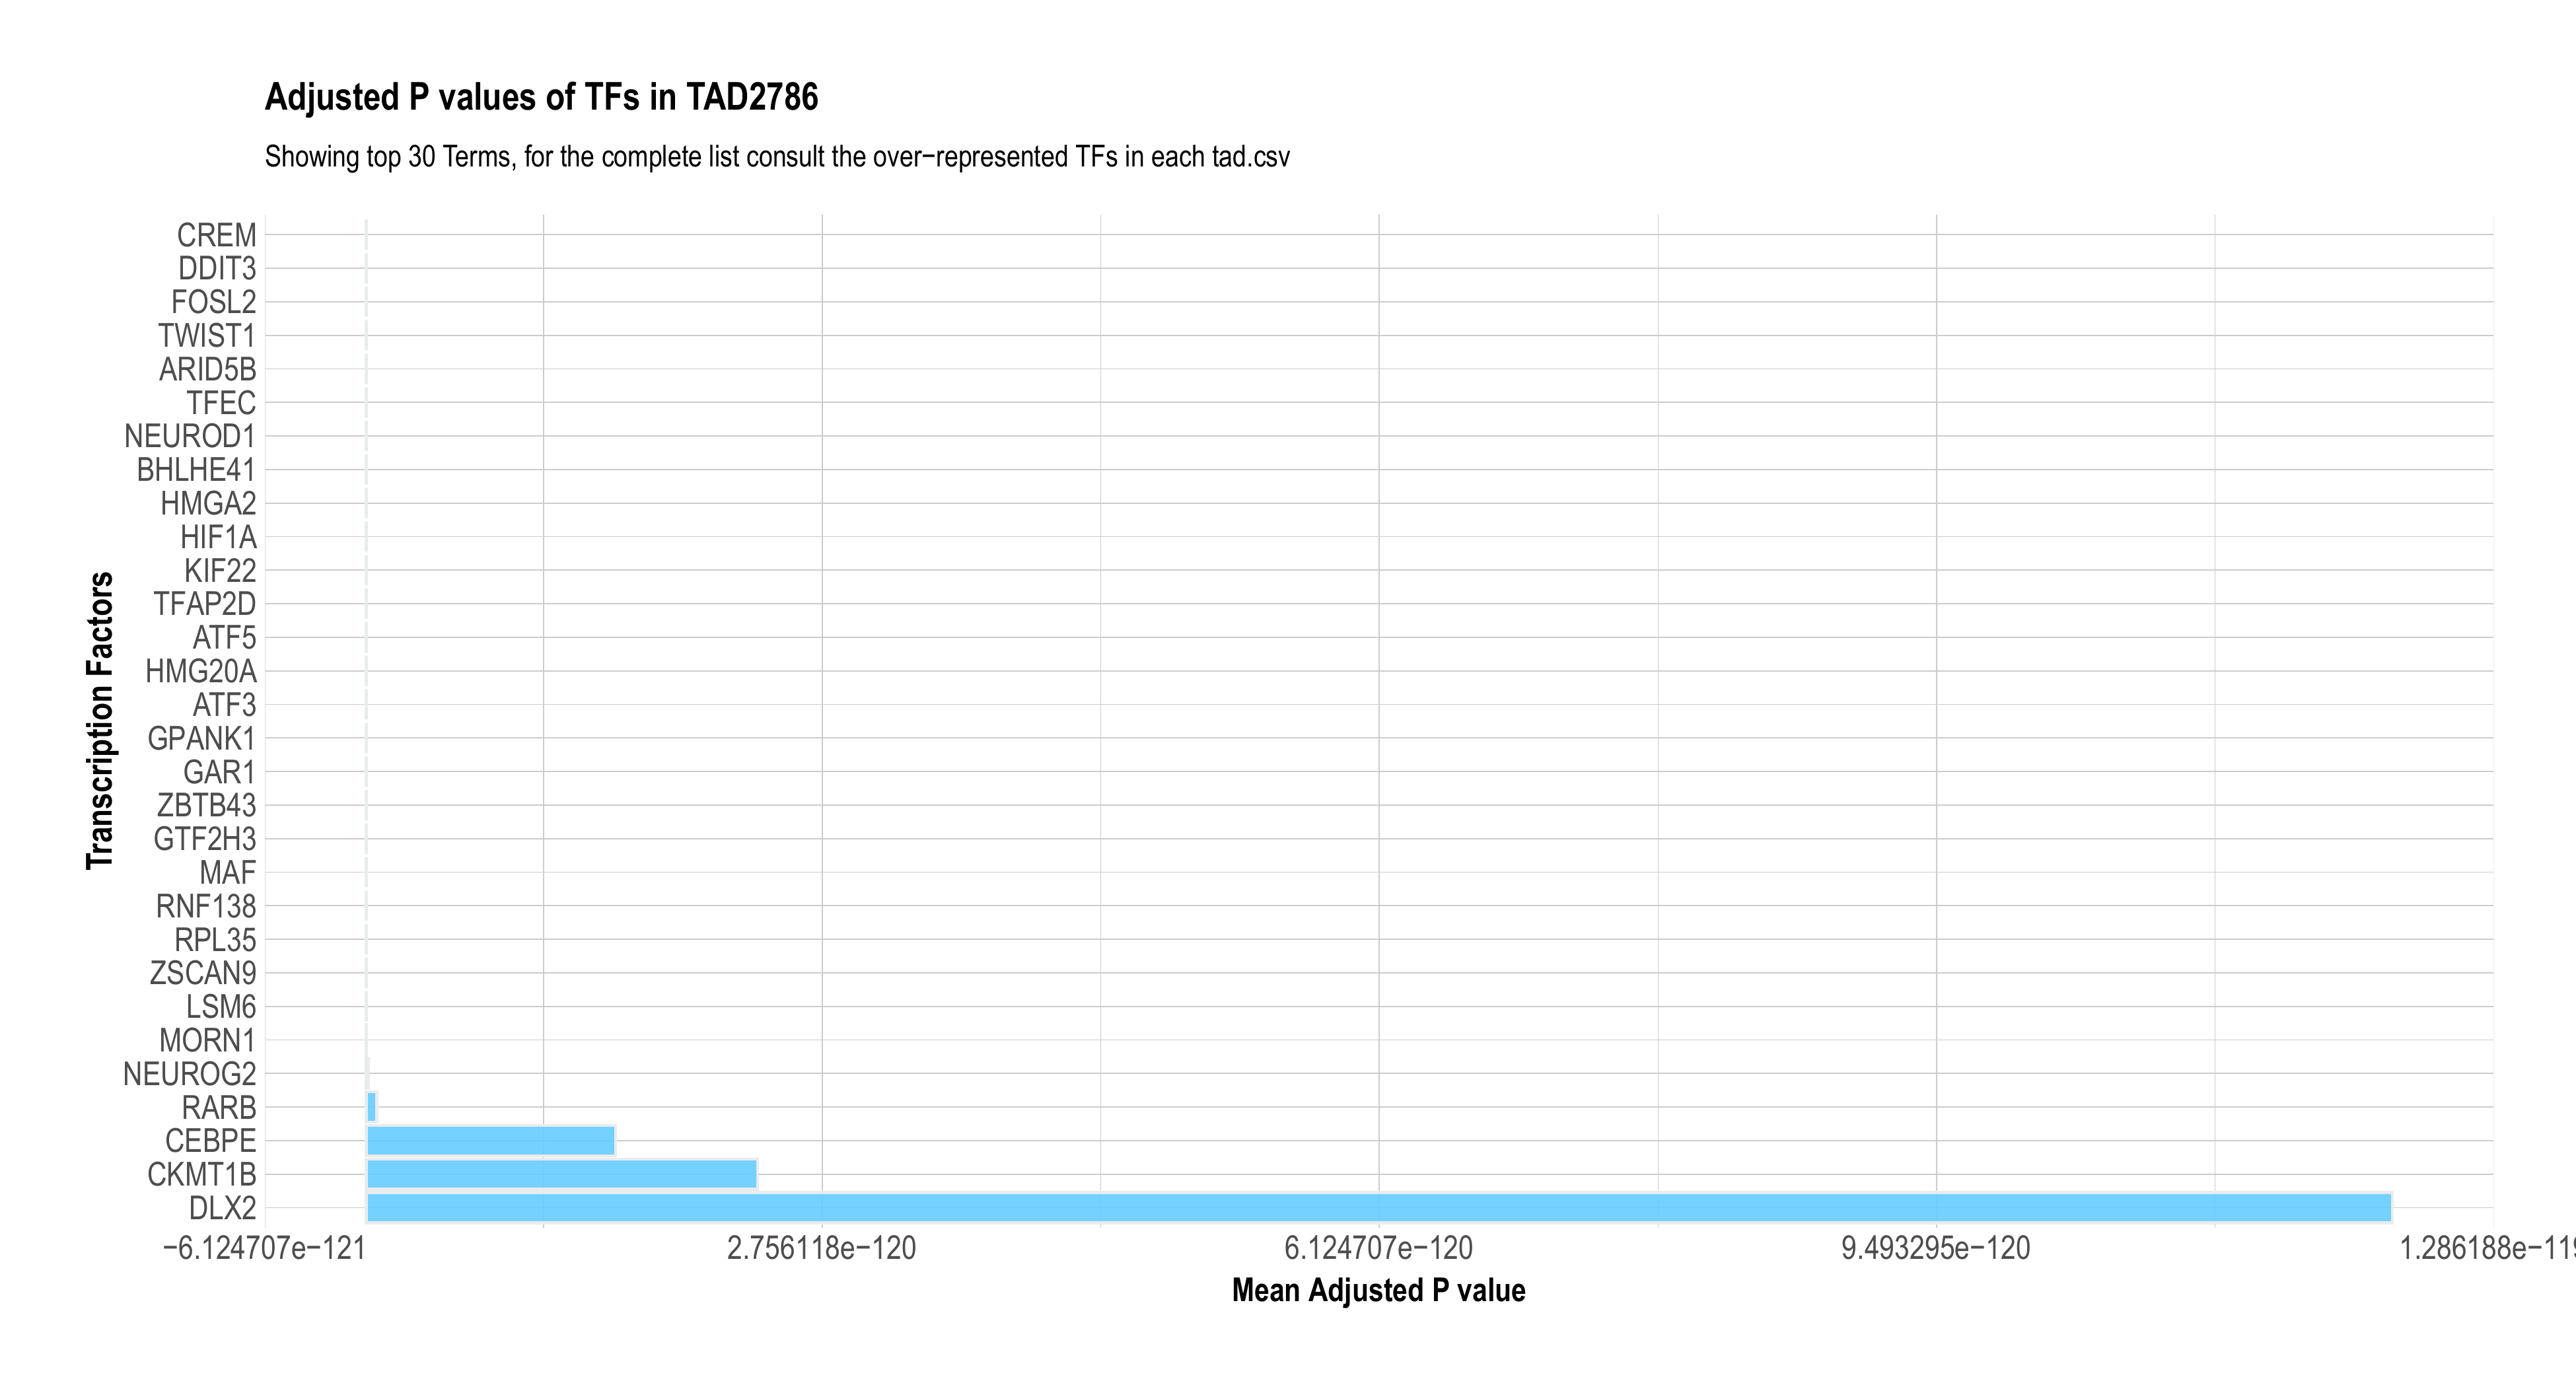 Adjusted P values of TFs in TAD2786
Showing top 30 Terms, for the complete list consult the over−represented TFs in each tad.csv
Transcription Factors
CREM
DDIT3
FOSL2
TWIST1
ARID5B
TFEC
NEUROD1
BHLHE41
HMGA2
HIF1A
KIF22
TFAP2D
ATF5
HMG20A
ATF3
GPANK1
GAR1
ZBTB43
GTF2H3
MAF
RNF138
RPL35
ZSCAN9
LSM6
MORN1
NEUROG2
RARB
CEBPE
CKMT1B
DLX2
−6.124707e−121 2.756118e−120 6.124707e−120 9.493295e−120 1.286188e−119
Mean Adjusted P value